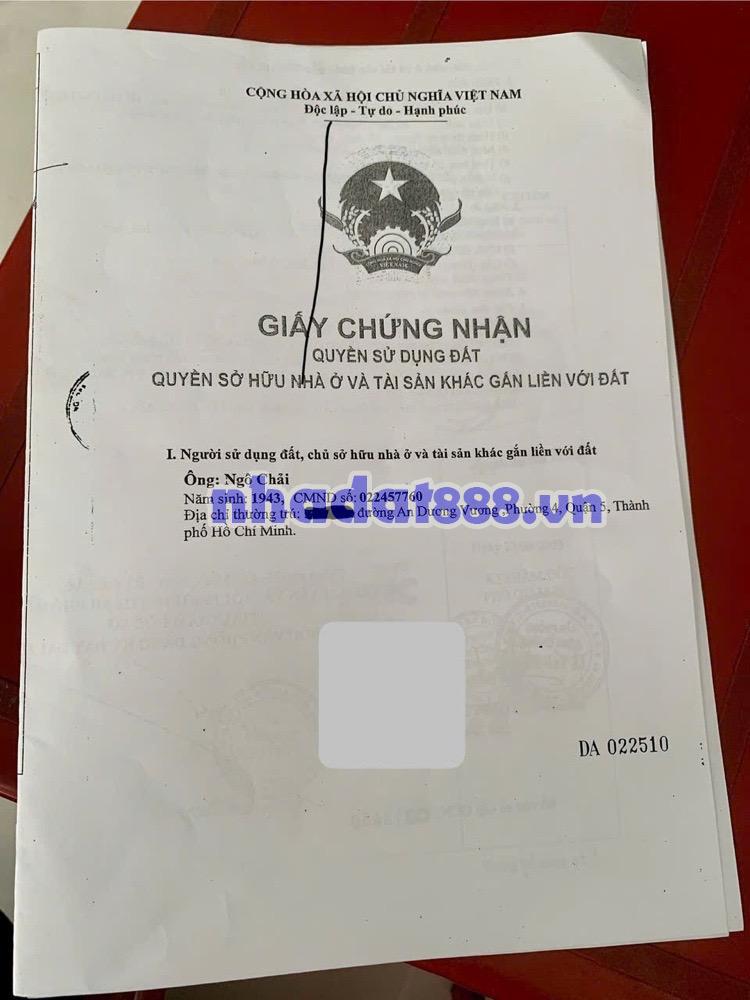 CỘNG HÒA XÃ HỘI CHỦ NGHĨA VIỆT NAM
Độc lập - Tự do - Hạnh phúc
VIỆT NAM
GIẤY CHỨNG NHẬN
QUYỀN SỬ DỤNG ĐẤT
QUYỀN SỞ HỮU NHÀ Ở VÀ TÀI SẢN KHÁC GẮN LIỀN VỚI ĐẤT
I. Người sử dụng đất, chủ sở hữu nhà ở và tài sản khác gắn liền với đất
Ông: Ngô Chải
Năm sinh: 1943, CMND số: 022457760
nhadat888.vn
Địa chỉ thường trú: đường An Dương Vương ,Phường 4, Quận 5, Thành
phố Hồ Chí Minh.
DA 022510